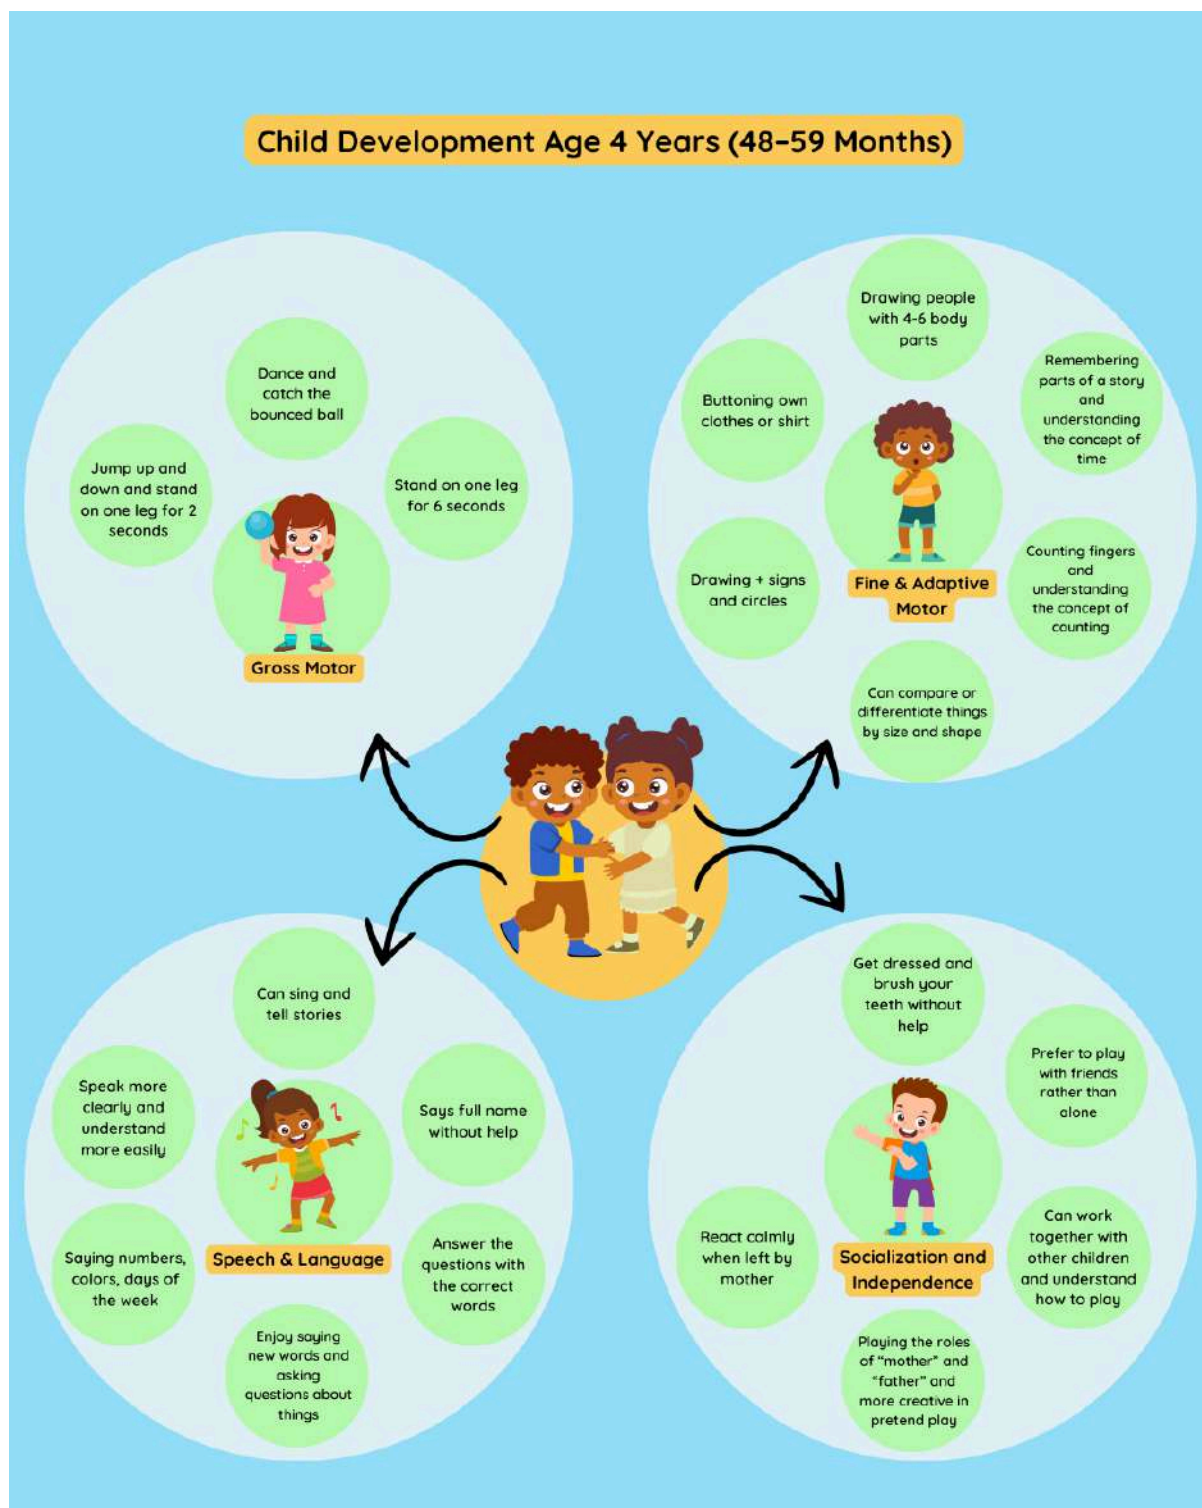 Child Development Age 4 Years (48–59 Months)
Dance and
catch the
bounced ball
Jump up and
down and stand
on one leg for 2
seconds
Stand on one leg
for 6 seconds
Gross Motor
Drawing people
with 4-6 body
parts
Buttoning own
clothes or shirt
Remembering
parts of a story
and
understanding
the concept of
time
Drawing + signs
and circles
Counting fingers
and
understanding
the concept of
counting
Can compare or
differentiate things
by size and shape
Fine & Adaptive
Motor
Can sing and
tell stories
Speak more
clearly and
understand
more easily
Says full name
without help
Saying numbers,
colors, days of
the week
Answer the
questions with
the correct
words
Enjoy saying
new words and
asking
questions about
things
Speech & Language
Get dressed and
brush your
teeth without
help
Prefer to play
with friends
rather than
alone
React calmly
when left by
mother
Can work
together with
other children
and understand
how to play
Playing the roles
of “mother” and
“father” and
more creative in
pretend play
Socialization and
Independence